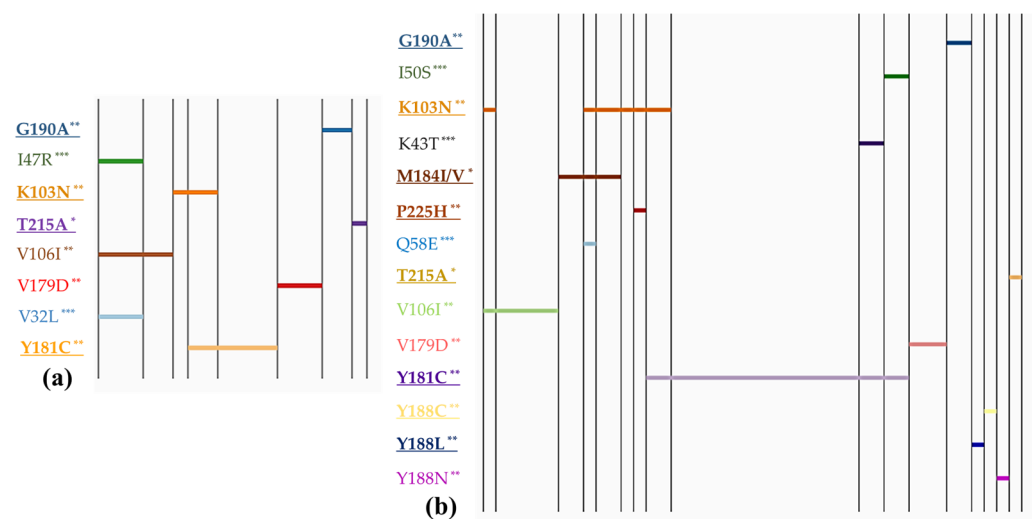 G190A**
I47R***
K103N**
T215A*
V106I**
V179D**
V32L***
Y181C**
(a)
G190A**
I50S***
K103N**
K43T***
M184I/V*
P225H**
Q58E***
T215A*
V106I**
V179D**
Y181C**
Y188C**
Y188L**
Y188N**
(b)